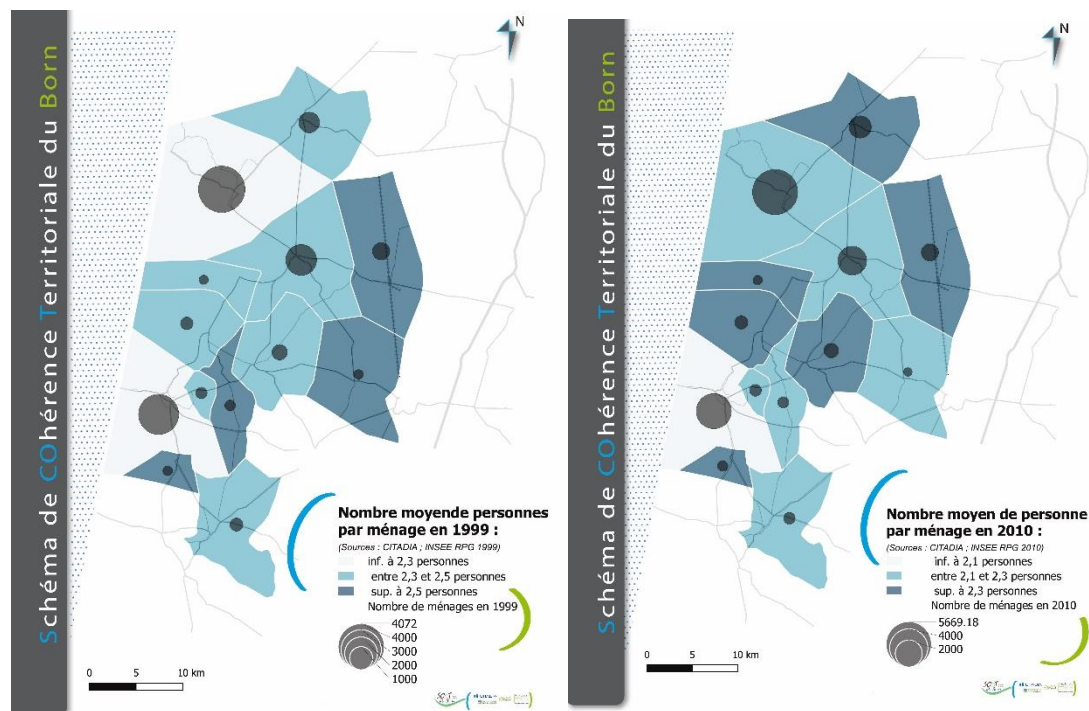 Schéma de COhérence Territoriale du Born
N
Nombre moyende personnes
par ménage en 1999 :
(Sources : CITADIA ; INSEE RPG 1999)
inf. à 2,3 personnes
entre 2,3 et 2,5 personnes
sup. à 2,5 personnes
Nombre de ménages en 1999
4072
4000
3000
2000
1000
0 5 10 km
Schéma de COhérence Territoriale du Born
N
Nombre moyen de personne
par ménage en 2010 :
(Sources : CITADIA ; INSEE RPG 2010)
inf. à 2,1 personnes
entre 2,1 et 2,3 personnes
sup. à 2,3 personnes
Nombre de ménages en 2010
5669.18
4000
2000
0 5 10 km